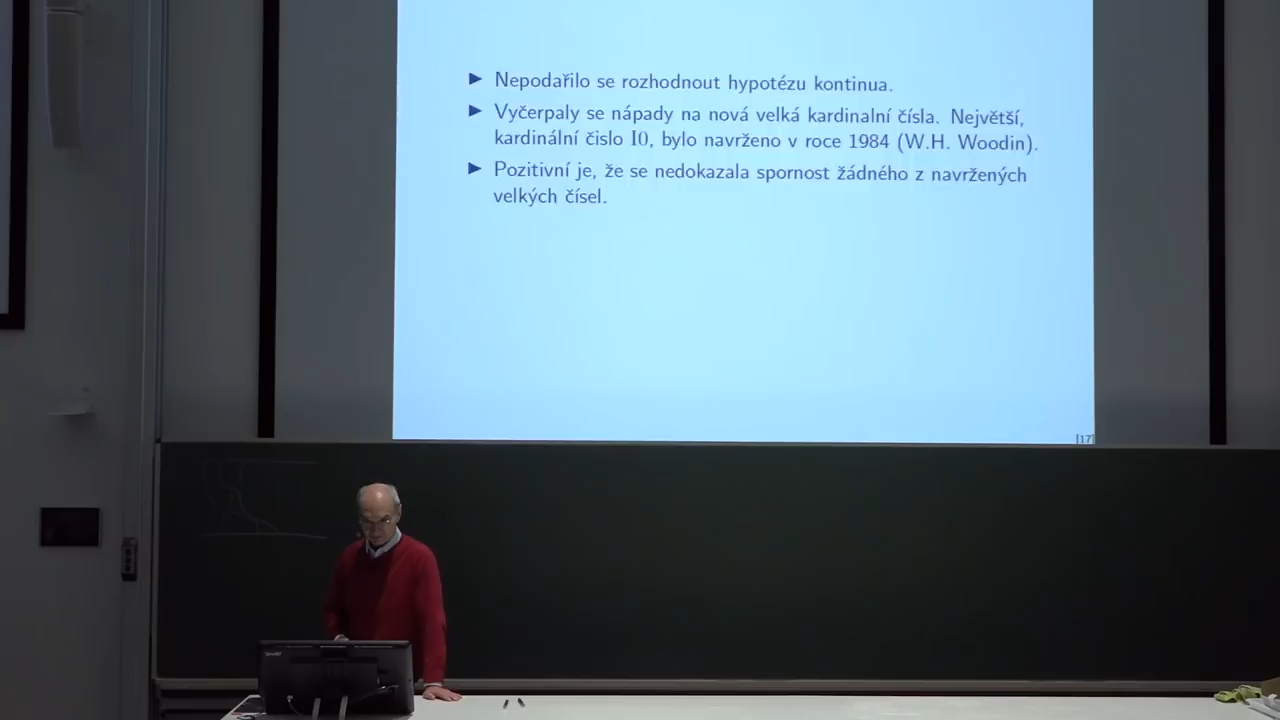 ▶ Nepodařilo se rozhodnout hypotézu kontinua.
▶ Vyčerpaly se nápady na nová velká kardinalní čísla. Největší,
kardinální čislo I0, bylo navrženo v roce 1984 (W.H. Woodin).
▶ Pozitivní je, že se nedokazala spornost žádného z navržených
velkých čísel.
[17]